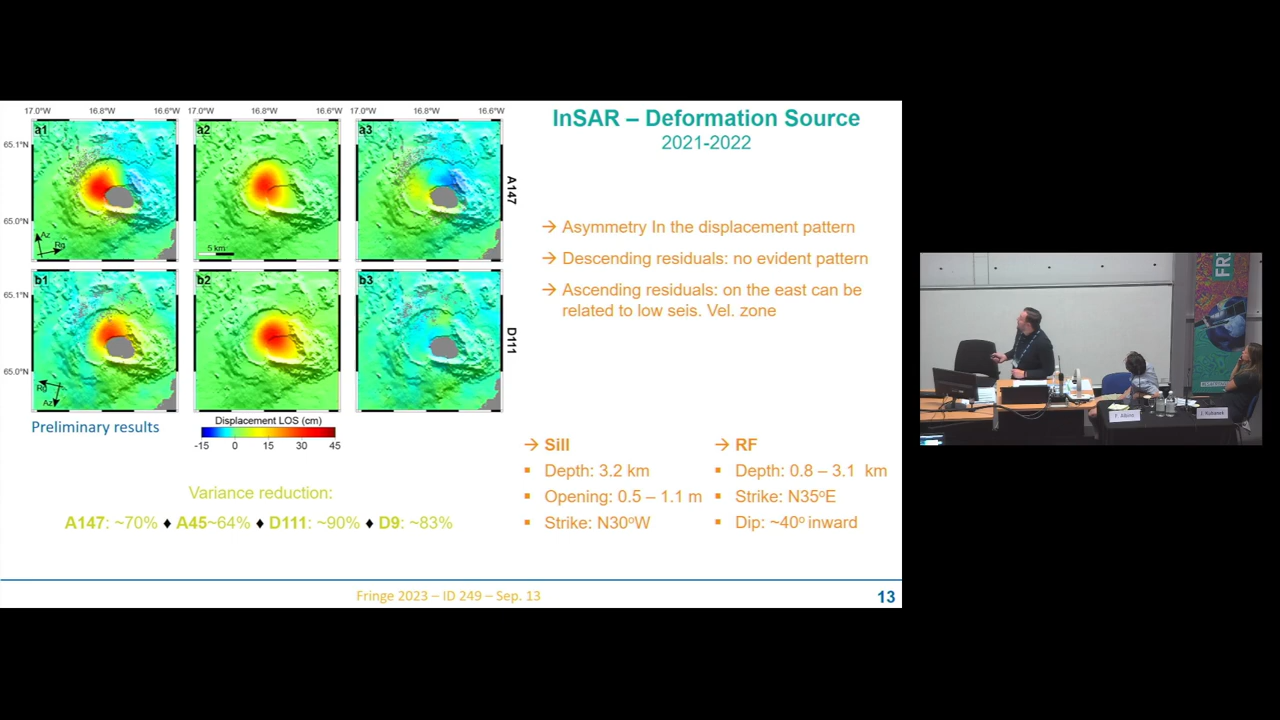 17.0°W 16.8°W 16.6°W 17.0°W 16.8°W 16.6°W 17.0°W 16.8°W 16.6°W
InSAR – Deformation Source
2021-2022
a1 a2 a3
65.1°N
A147
65.0°N
Az
Rg
5 km
b1 b2 b3
65.1°N
D111
65.0°N
Rg
Az
→ Asymmetry In the displacement pattern
→ Descending residuals: no evident pattern
→ Ascending residuals: on the east can be
related to low seis. Vel. zone
Preliminary results
Displacement LOS (cm)
-15 0 15 30 45
Variance reduction:
A147: ~70% ♦ A45~64% ♦ D111: ~90% ♦ D9: ~83%
→ Sill
▪ Depth: 3.2 km
▪ Opening: 0.5 – 1.1 m
▪ Strike: N30ºW
→ RF
▪ Depth: 0.8 – 3.1 km
▪ Strike: N35ºE
▪ Dip: ~40º inward
Fringe 2023 – ID 249 – Sep. 13
13
FRI